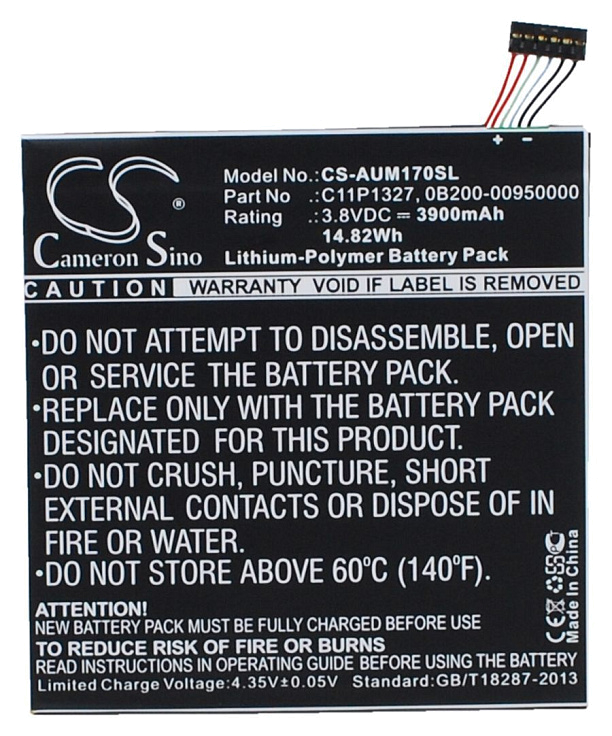 + −
CS ®
Cameron Sino
Model No.:CS-AUM170SL
Part No .:C11P1327, 0B200-00950000
Rating .:3.8VDC ⎓ 3900mAh
14.82Wh
Lithium-Polymer Battery Pack
CAUTION WARRANTY VOID IF LABEL IS REMOVED
•DO NOT ATTEMPT TO DISASSEMBLE, OPEN
OR SERVICE THE BATTERY PACK.
•REPLACE ONLY WITH THE BATTERY PACK
DESIGNATED FOR THIS PRODUCT.
•DO NOT CRUSH, PUNCTURE, SHORT
EXTERNAL CONTACTS OR DISPOSE OF IN
FIRE OR WATER.
•DO NOT STORE ABOVE 60ºC (140ºF).
CE
Made In China
ATTENTION!
NEW BATTERY PACK MUST BE FULLY CHARGED BEFORE USE
TO REDUCE RISK OF FIRE OR BURNS
READ INSTRUCTIONS OF USER GUIDE BEFORE USING BATTERY
Limited Charge Voltage:4.35V±0.05V Standard:GB/T18287-2013